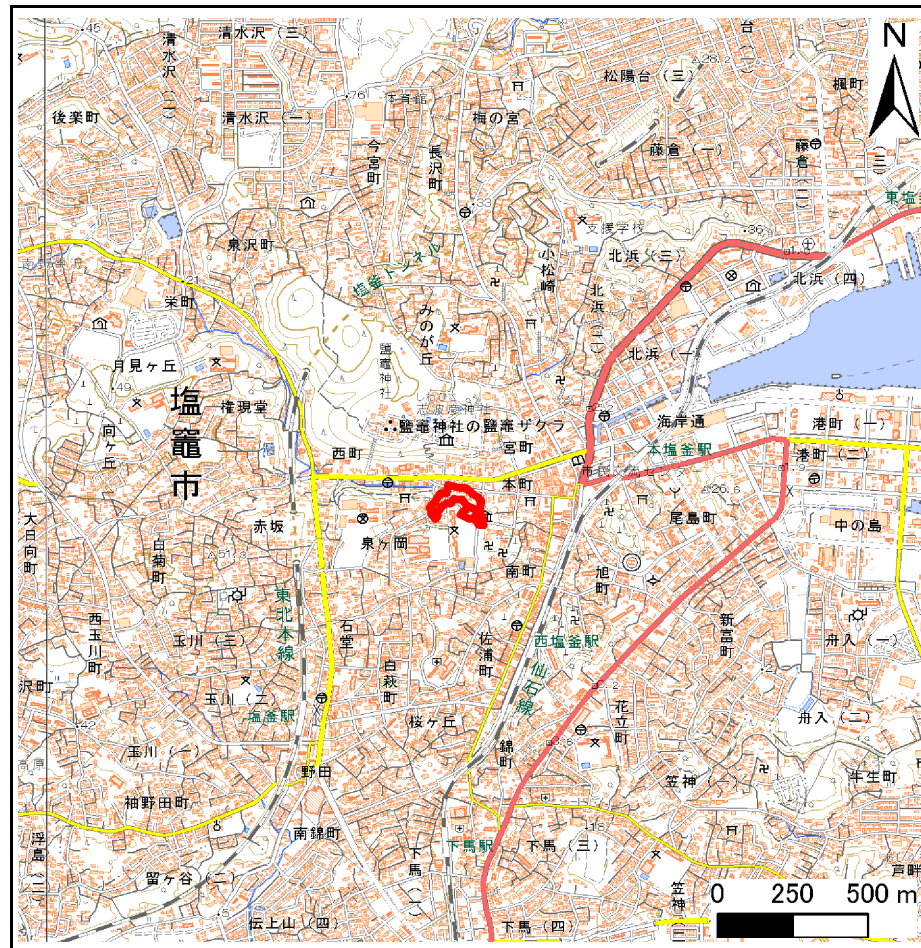 清水沢（三）
後楽町
清水沢（二）
清水沢（一）
体育館
今宮町
長沢町
梅の宮
松陽台（三）
楓町
N
藤倉（一）
藤倉（二）
東塩
泉沢町
塩釜トンネル
小松崎
支援学校
北浜（三）
北浜（四）
栄町
みのが丘
北浜（二）
北浜（一）
月見ヶ丘
権現堂
鹽竈神社
志波彦神社
∴鹽竈神社の鹽竈ザクラ
海岸通
港町（一）
向ヶ丘
塩竈市
西町
宮町
本塩釜駅
港町（二）
本町
尾島町
中の島
大日向町
赤坂
泉ヶ岡
南町
旭町
白菊町
東北本線
西玉川町
玉川（三）
石堂
佐浦町
西塩釜駅
新富町
舟入（一）
白萩町
仙石線
沢町
玉川（二）
塩釜駅
桜ヶ丘
花立町
舟入（二）
玉川（一）
野田
錦町
笠神（一）
牟生町
袖野田町
南錦町
下馬（一）
下馬駅
下馬（三）
浮島
留ヶ谷（二）
伝上山（四）
下馬（四）
笠神
芦畔
0 250 500 m